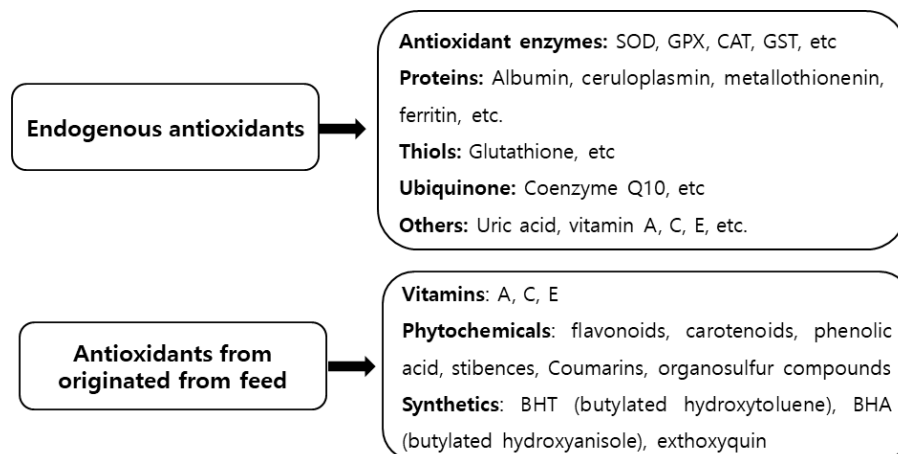 Endogenous antioxidants
Antioxidant enzymes: SOD, GPX, CAT, GST, etc
Proteins: Albumin, ceruloplasmin, metallothionenin,
ferritin, etc.
Thiols: Glutathione, etc
Ubiquinone: Coenzyme Q10, etc
Others: Uric acid, vitamin A, C, E, etc.
Antioxidants from
originated from feed
Vitamins: A, C, E
Phytochemicals: flavonoids, carotenoids, phenolic
acid, stibences, Coumarins, organosulfur compounds
Synthetics: BHT (butylated hydroxytoluene), BHA
(butylated hydroxyanisole), exthoxyquin